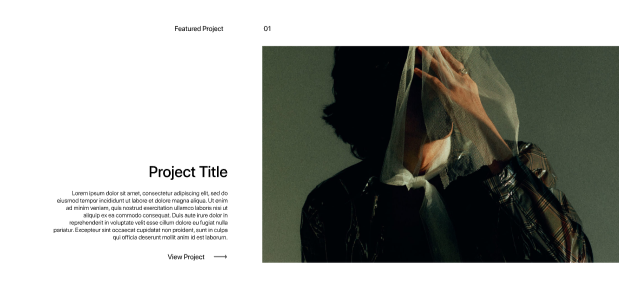 Featured Project
01
Project Title
Lorem ipsum dolor sit amet, consectetur adipiscing elit, sed do
eiusmod tempor incididunt ut labore et dolore magna aliqua. Ut enim
ad minim veniam, quis nostrud exercitation ullamco laboris nisi ut
aliquip ex ea commodo consequat. Duis aute irure dolor in
reprehenderit in voluptate velit esse cillum dolore eu fugiat nulla
pariatur. Excepteur sint occaecat cupidatat non proident, sunt in culpa
qui officia deserunt mollit anim id est laborum.
View Project